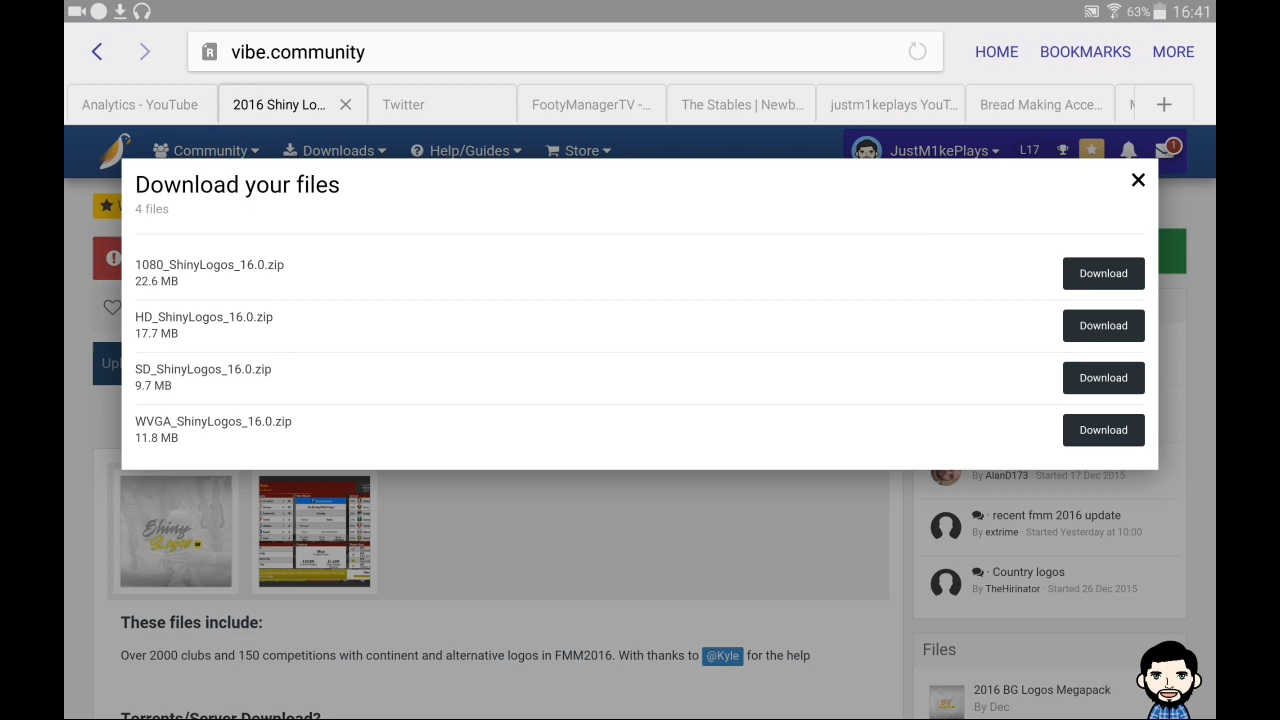 63% 16:41
vibe.community
HOME BOOKMARKS MORE
Analytics - YouTube
2016 Shiny Lo...
Twitter
FootyManagerTV -...
The Stables | Newb...
justm1keplays YouT...
Bread Making Acce...
Community Downloads Help/Guides Store
JustM1kePlays L17 1
Download your files
4 files
1080_ShinyLogos_16.0.zip
22.6 MB
Download
HD_ShinyLogos_16.0.zip
17.7 MB
Download
SD_ShinyLogos_16.0.zip
9.7 MB
Download
WVGA_ShinyLogos_16.0.zip
11.8 MB
Download
By AlanD173 · Started 17 Dec 2015
· recent fmm 2016 update
By extrime · Started Yesterday at 10:00
· Country logos
By TheHirinator · Started 26 Dec 2015
Shiny
Logos
These files include:
Over 2000 clubs and 150 competitions with continent and alternative logos in FMM2016. With thanks to @Kyle for the help
Torrents/Server Download?
Files
2016 BG Logos Megapack
By Dec